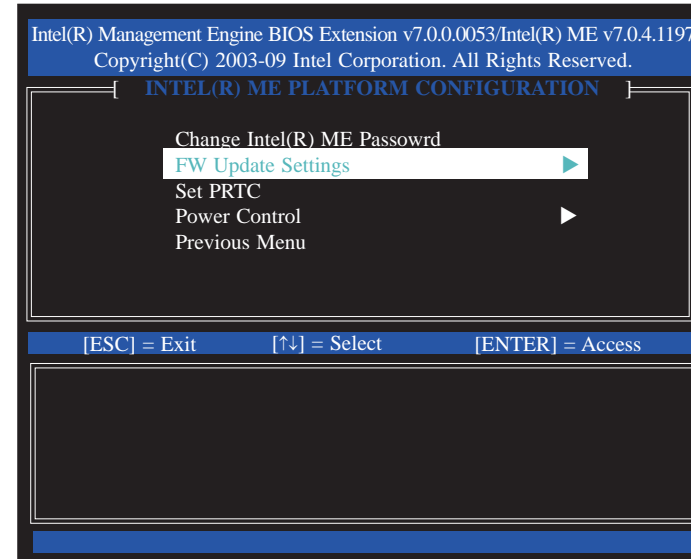 Intel(R) Management Engine BIOS Extension v7.0.0.0053/Intel(R) ME v7.0.4.1197
Copyright(C) 2003-09 Intel Corporation. All Rights Reserved.
[ INTEL(R) ME PLATFORM CONFIGURATION ]
Change Intel(R) ME Passowrd
FW Update Settings ▶
Set PRTC
Power Control ▶
Previous Menu
[ESC] = Exit [↑↓] = Select [ENTER] = Access